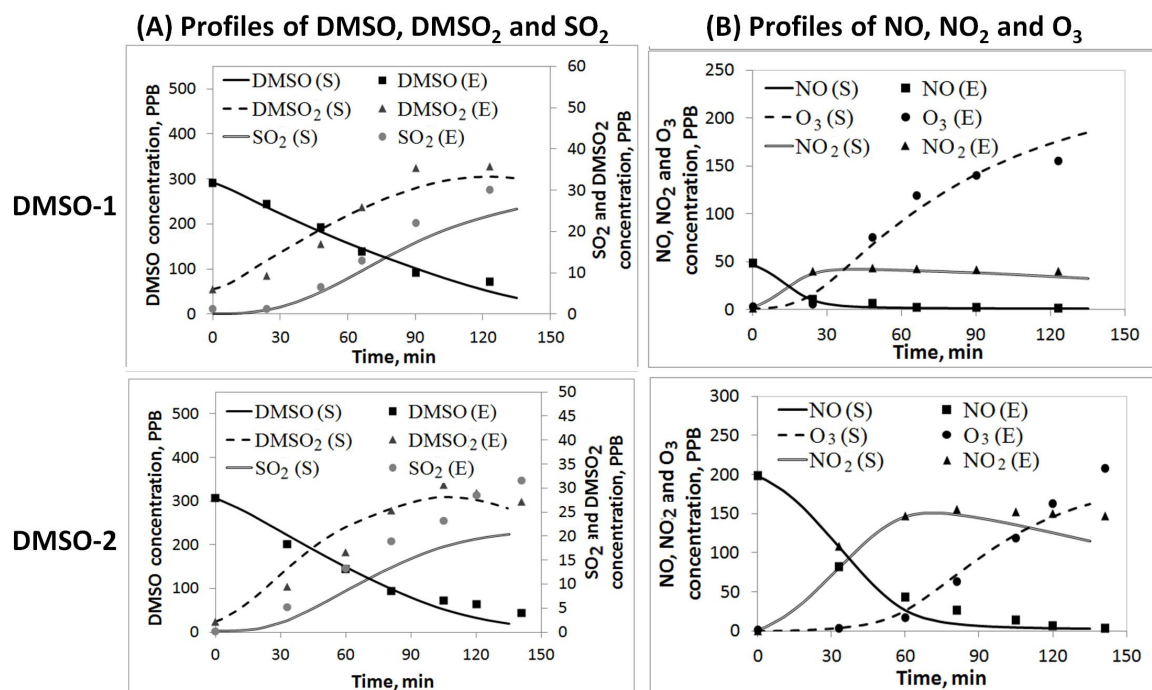 (A) Profiles of DMSO, DMSO₂ and SO₂
(B) Profiles of NO, NO₂ and O₃
DMSO-1
DMSO concentration, PPB
500
400
300
200
100
0
DMSO (S)
DMSO (E)
DMSO₂ (S)
DMSO₂ (E)
SO₂ (S)
SO₂ (E)
60
50
40
30
20
10
0
SO₂ and DMSO2
concentration, PPB
0 30 60 90 120 150
Time, min
NO, NO₂ and O₃
concentration, PPB
250
200
150
100
50
0
NO (S)
NO (E)
O₃ (S)
O₃ (E)
NO₂ (S)
NO₂ (E)
0 30 60 90 120 150
Time, min
DMSO-2
DMSO concentration, PPB
500
400
300
200
100
0
DMSO (S)
DMSO (E)
DMSO₂ (S)
DMSO₂ (E)
SO₂ (S)
SO₂ (E)
50
45
40
35
30
25
20
15
10
5
0
SO₂ and DMSO2
concentration, PPB
0 30 60 90 120 150
Time, min
NO, NO₂ and O₃
concentration, PPB
300
250
200
150
100
50
0
NO (S)
NO (E)
O₃ (S)
O₃ (E)
NO₂ (S)
NO₂ (E)
0 30 60 90 120 150
Time, min